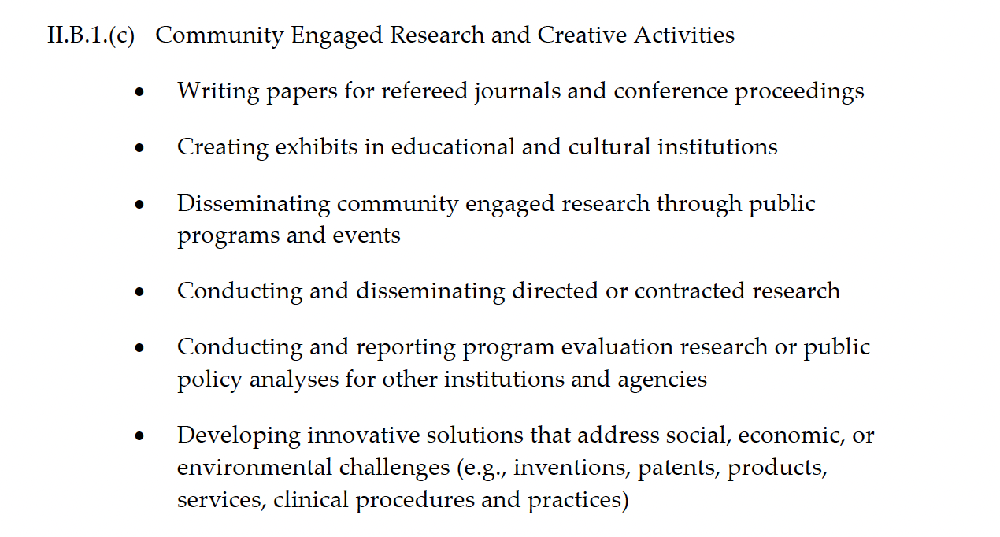 II.B.1.(c) Community Engaged Research and Creative Activities
• Writing papers for refereed journals and conference proceedings
• Creating exhibits in educational and cultural institutions
• Disseminating community engaged research through public
programs and events
• Conducting and disseminating directed or contracted research
• Conducting and reporting program evaluation research or public
policy analyses for other institutions and agencies
• Developing innovative solutions that address social, economic, or
environmental challenges (e.g., inventions, patents, products,
services, clinical procedures and practices)